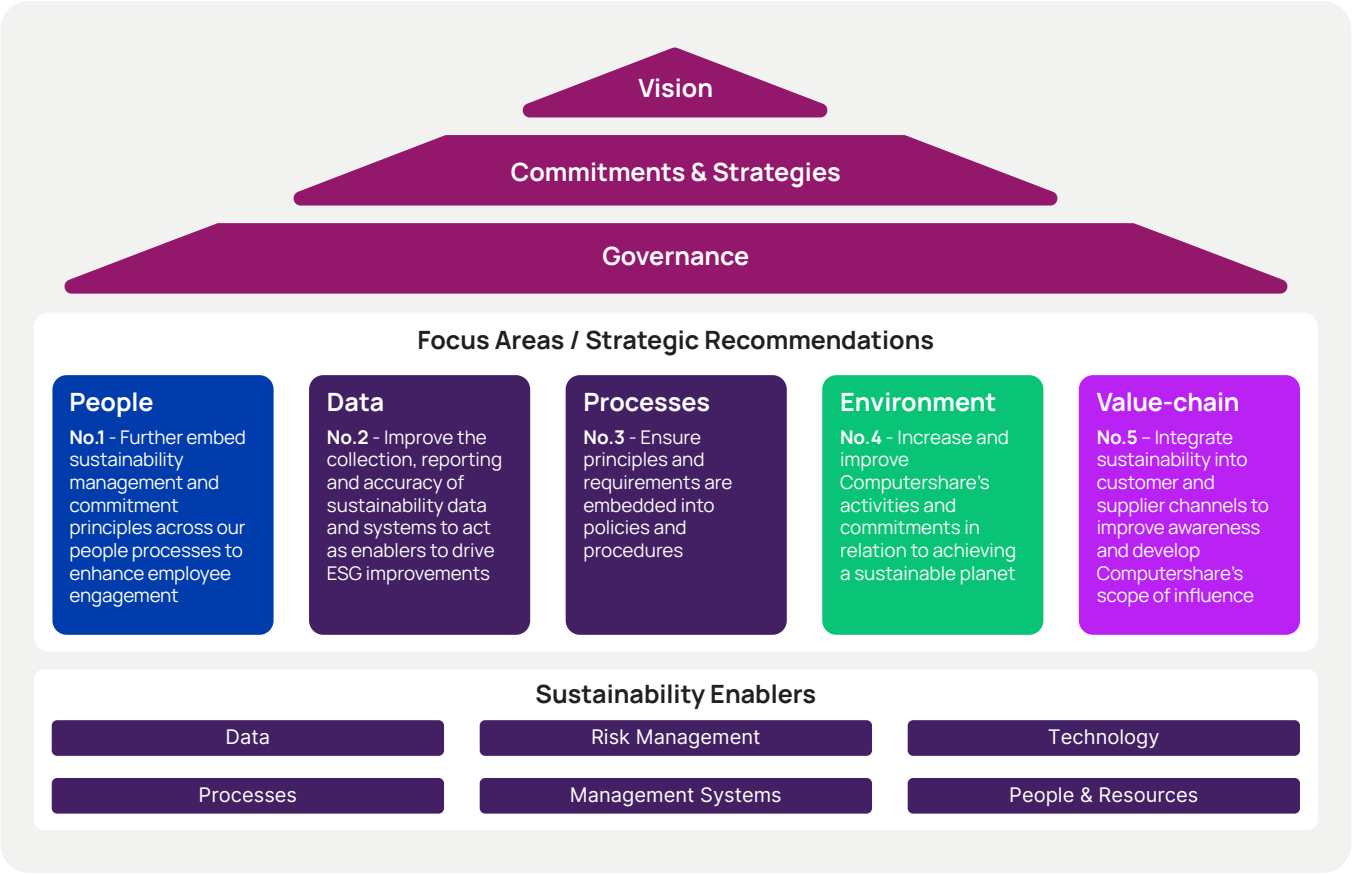 Vision
Commitments & Strategies
Governance
Focus Areas / Strategic Recommendations
People
No.1 - Further embed
sustainability
management and
commitment
principles across our
people processes to
enhance employee
engagement
Data
No.2 - Improve the
collection, reporting
and accuracy of
sustainability data
and systems to act
as enablers to drive
ESG improvements
Processes
No.3 - Ensure
principles and
requirements are
embedded into
policies and
procedures
Environment
No.4 - Increase and
improve
Computershare's
activities and
commitments in
relation to achieving
a sustainable planet
Value-chain
No.5 – Integrate
sustainability into
customer and
supplier channels to
improve awareness
and develop
Computershare's
scope of influence
Sustainability Enablers
Data
Risk Management
Technology
Processes
Management Systems
People & Resources